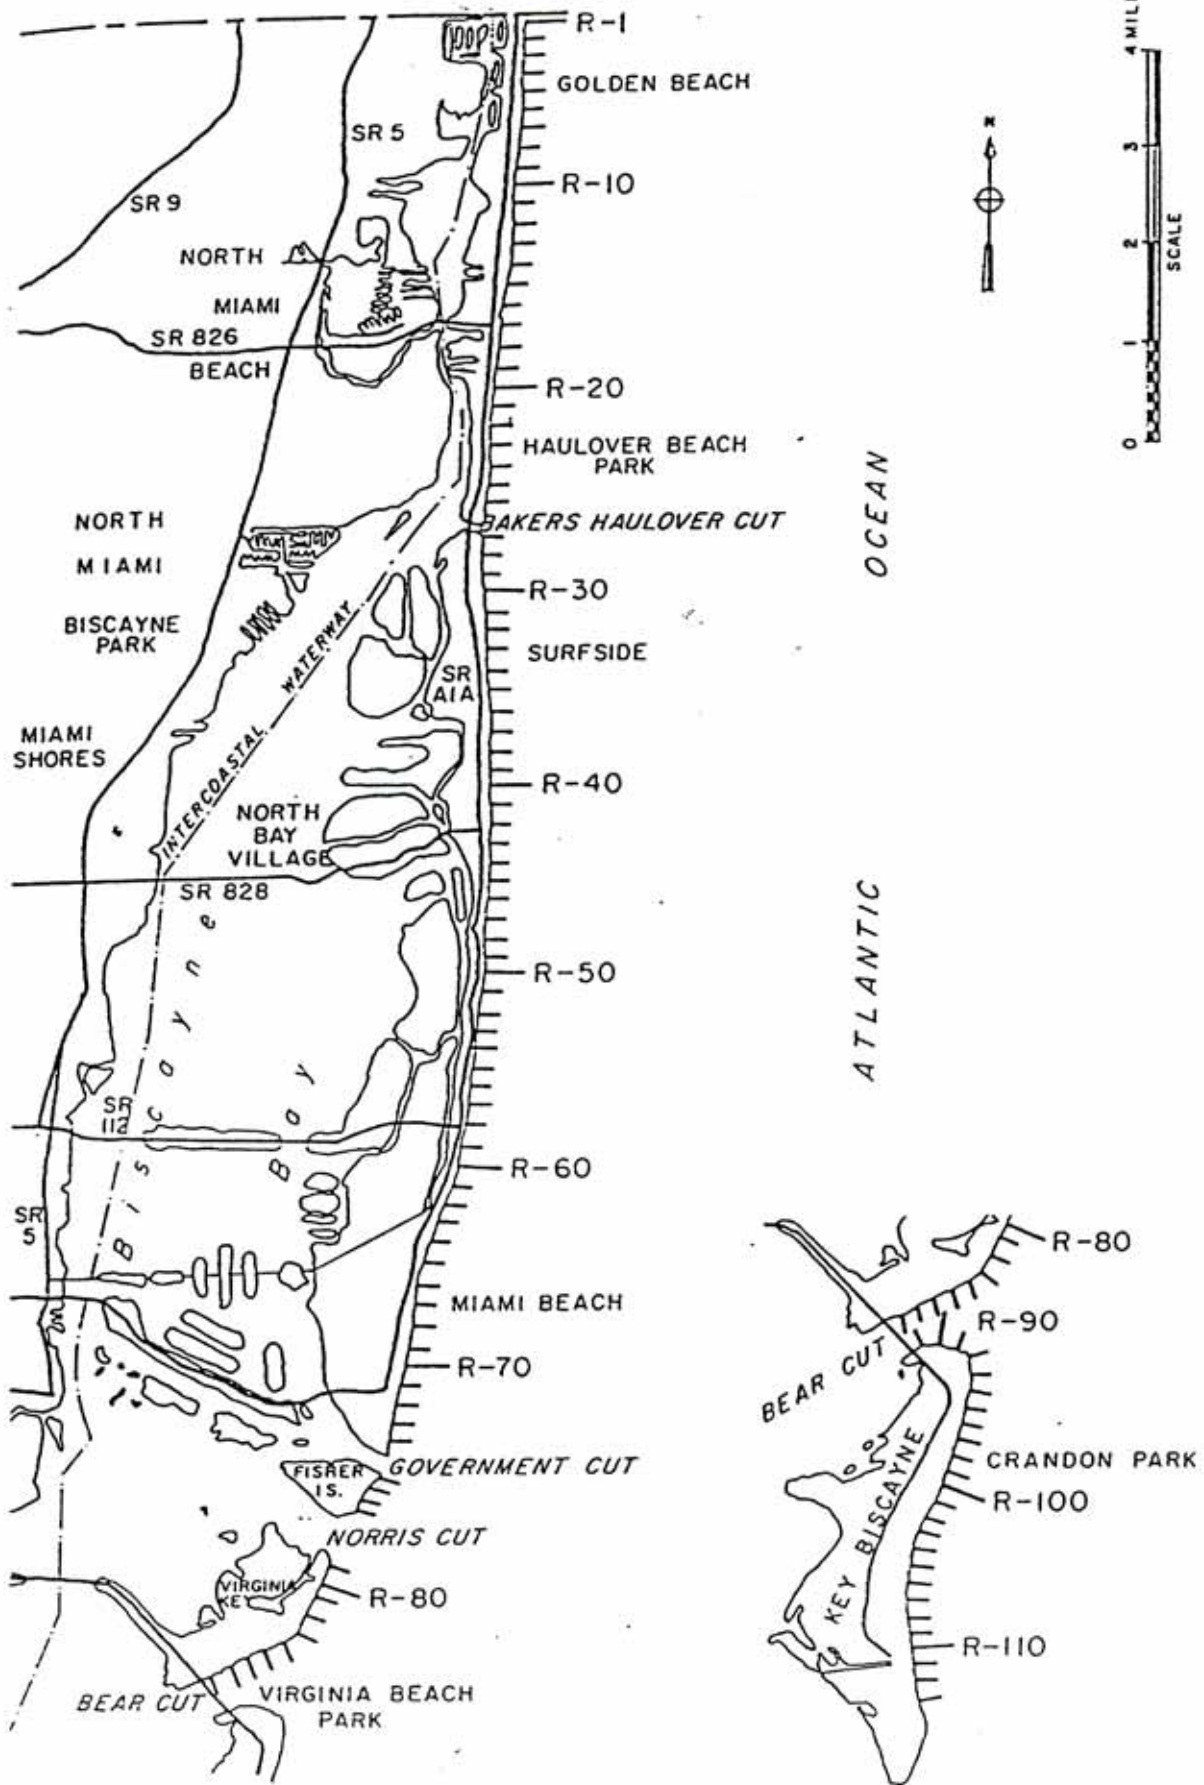 R-1
GOLDEN BEACH
SR 5
R-10
SR 9
NORTH
MIAMI
SR 826
BEACH
R-20
HAULOVER BEACH
PARK
NORTH
MIAMI
BAKERS HAULOVER CUT
R-30
BISCAYNE
PARK
INTERCOASTAL WATERWAY
SURFSIDE
SR
A1A
MIAMI
SHORES
R-40
NORTH
BAY
VILLAGE
SR 828
R-50
Biscayne Bay
SR
112
R-60
SR
5
MIAMI BEACH
R-70
GOVERNMENT CUT
FISHER
IS.
NORRIS CUT
VIRGINIA
KEY
R-80
BEAR CUT
VIRGINIA BEACH
PARK
N
4 MIL
3
2
1
0
SCALE
ATLANTIC OCEAN
R-80
R-90
BEAR CUT
CRANDON PARK
R-100
KEY BISCAYNE
R-110